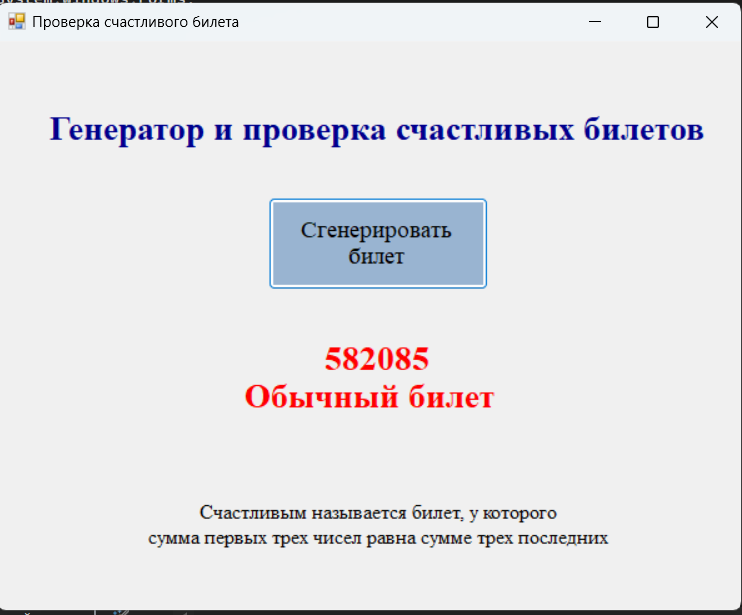 Проверка счастливого билета
Генератор и проверка счастливых билетов
Сгенерировать
билет
582085
Обычный билет
Счастливым называется билет, у которого
сумма первых трех чисел равна сумме трех последних